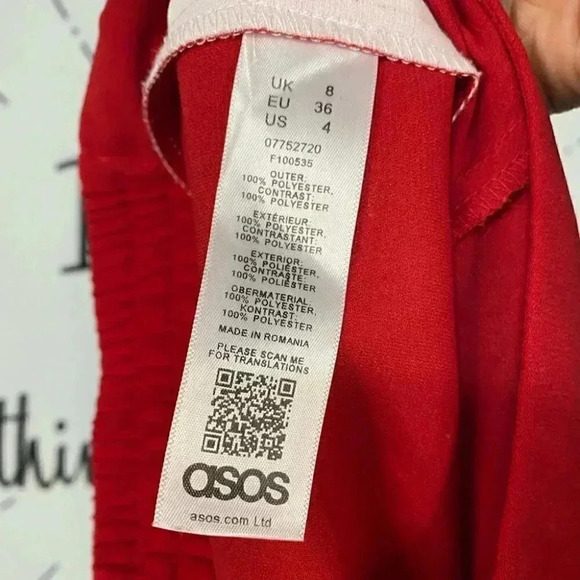 UK 8
EU 36
US 4
07752720
F100535
OUTER:
100% POLYESTER,
CONTRAST:
100% POLYESTER
EXTÉRIEUR:
100% POLYESTER,
CONTRASTANT:
100% POLYESTER
EXTERIOR:
100% POLIÉSTER,
CONTRASTE:
100% POLIÉSTER
OBERMATERIAL:
100% POLYESTER,
KONTRAST:
100% POLYESTER
MADE IN ROMANIA
PLEASE SCAN ME
FOR TRANSLATIONS
asos
asos.com Ltd